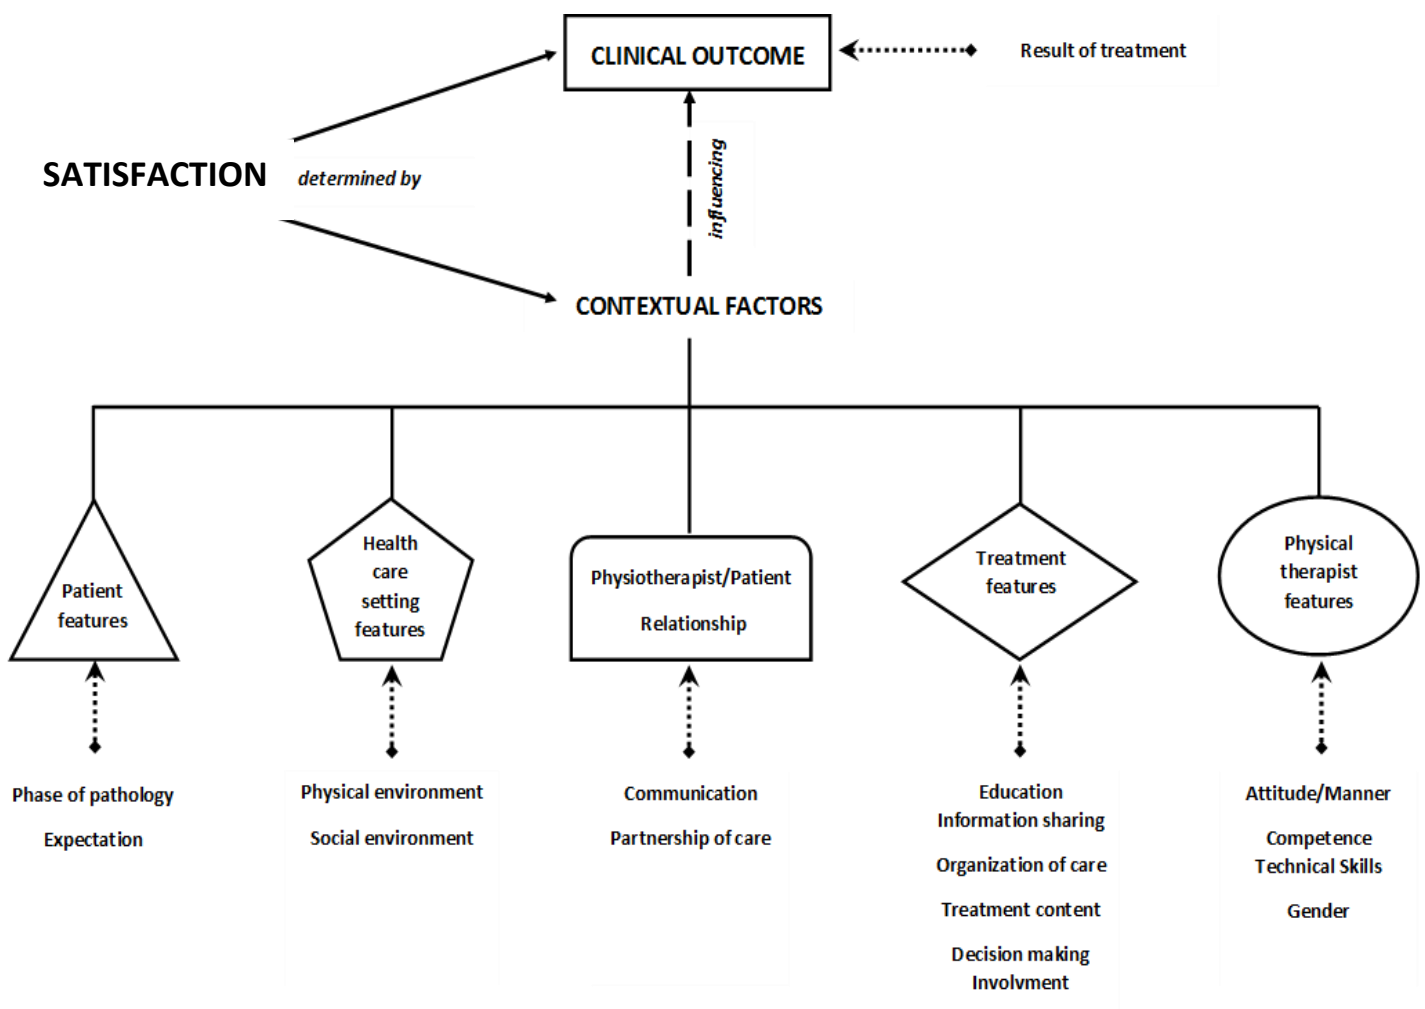 CLINICAL OUTCOME
Result of treatment
SATISFACTION
determined by
influencing
CONTEXTUAL FACTORS
Patient
features
Health
care
setting
features
Physiotherapist/Patient
Relationship
Treatment
features
Physical
therapist
features
Phase of pathology
Expectation
Physical environment
Social environment
Communication
Partnership of care
Education
Information sharing
Organization of care
Treatment content
Decision making
Involvment
Attitude/Manner
Competence
Technical Skills
Gender